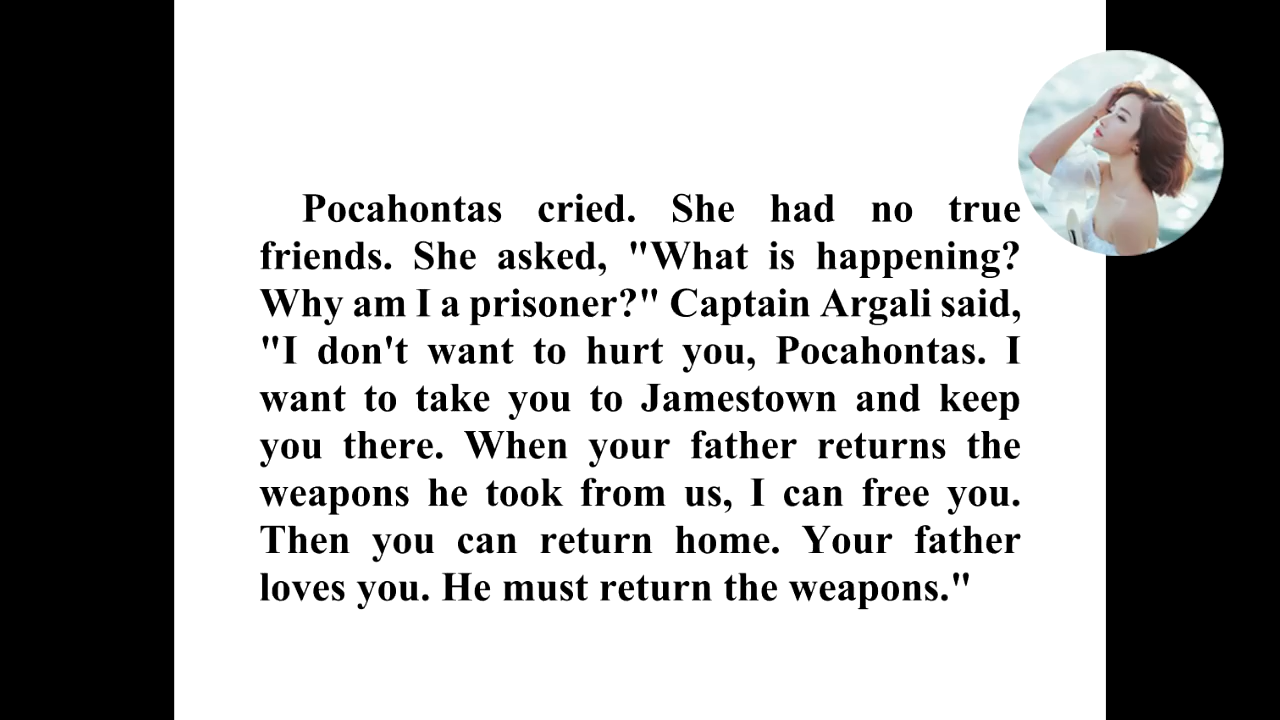 Pocahontas cried. She had no true
friends. She asked, "What is happening?
Why am I a prisoner?" Captain Argali said,
"I don't want to hurt you, Pocahontas. I
want to take you to Jamestown and keep
you there. When your father returns the
weapons he took from us, I can free you.
Then you can return home. Your father
loves you. He must return the weapons."